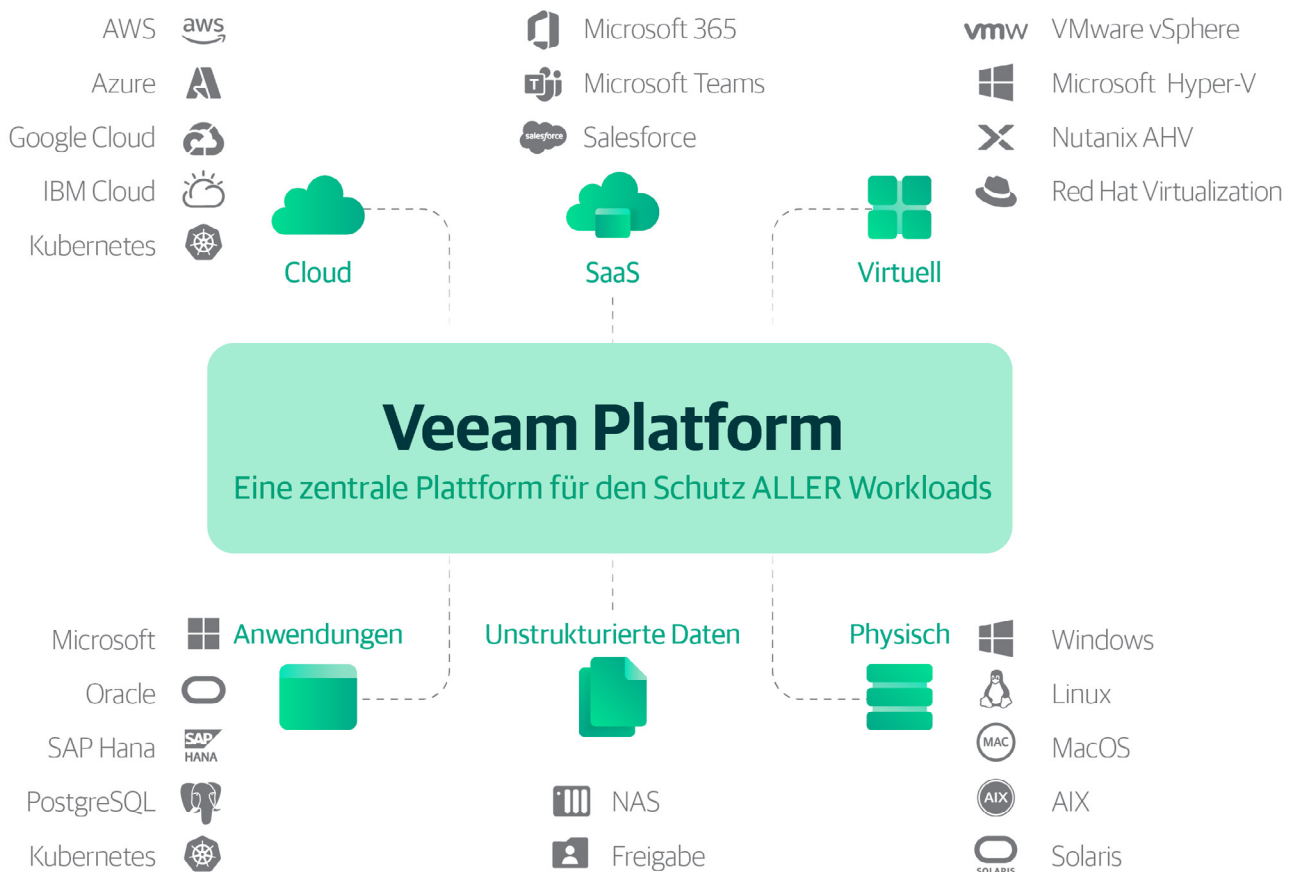 AWS aws
Azure
Google Cloud
IBM Cloud
Kubernetes
Cloud
Microsoft 365
Microsoft Teams
salesforce Salesforce
SaaS
vmw VMware vSphere
Microsoft Hyper-V
Nutanix AHV
Red Hat Virtualization
Virtuell
Veeam Platform
Eine zentrale Plattform für den Schutz ALLER Workloads
Anwendungen
Microsoft
Oracle
SAP Hana SAP HANA
PostgreSQL
Kubernetes
Unstrukturierte Daten
NAS
Freigabe
Physisch
Windows
Linux
MAC MacOS
AIX AIX
SOLARIS Solaris